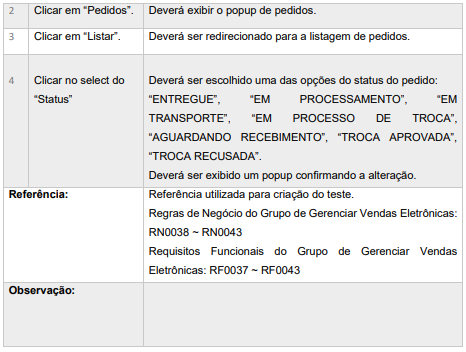 2 Clicar em “Pedidos”. Deverá exibir o popup de pedidos.
3 Clicar em “Listar”. Deverá ser redirecionado para a listagem de pedidos.
4 Clicar no select do “Status”
Deverá ser escolhido uma das opções do status do pedido:
“ENTREGUE”, “EM PROCESSAMENTO”, “EM
TRANSPORTE”, “EM PROCESSO DE TROCA”,
“AGUARDANDO RECEBIMENTO”, “TROCA APROVADA”,
“TROCA RECUSADA”.
Deverá ser exibido um popup confirmando a alteração.
Referência: Referência utilizada para criação do teste.
Regras de Negócio do Grupo de Gerenciar Vendas Eletrônicas:
RN0038 ~ RN0043
Requisitos Funcionais do Grupo de Gerenciar Vendas
Eletrônicas: RF0037 ~ RF0043
Observação: